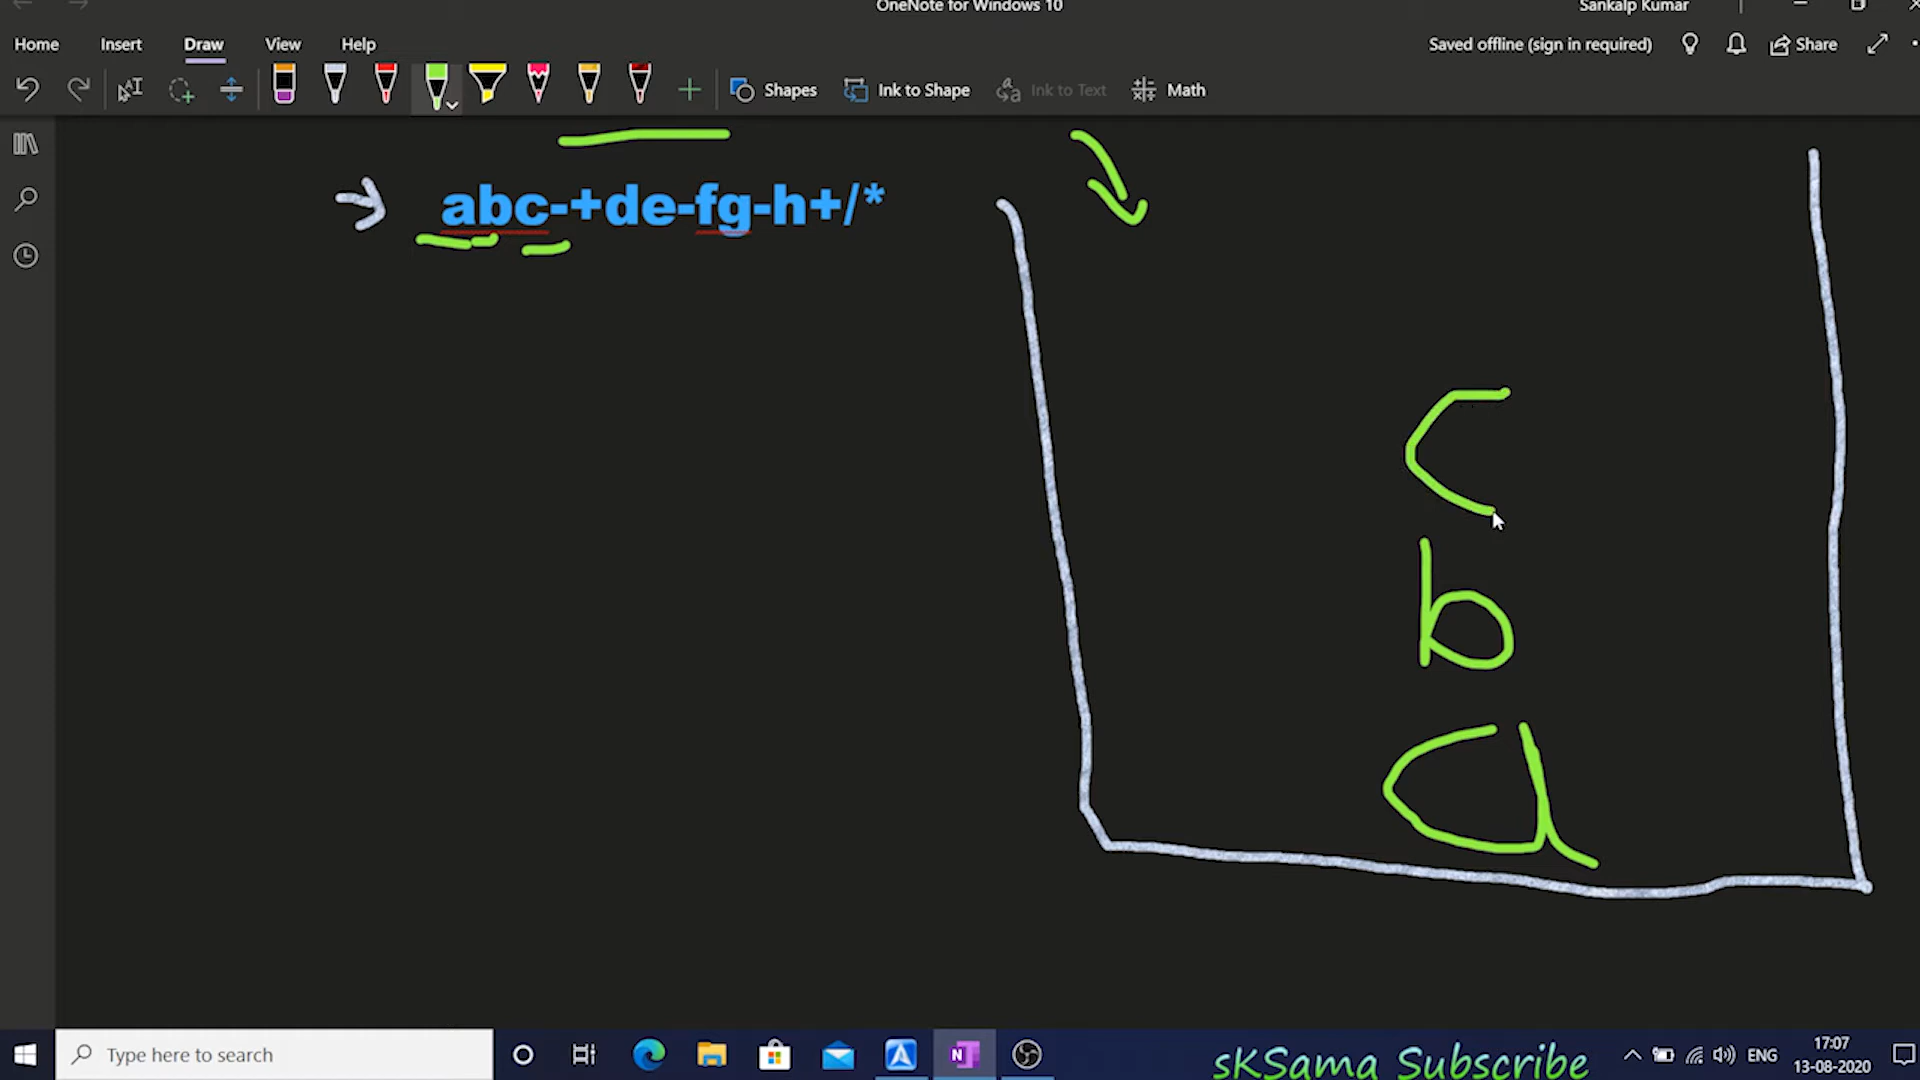 OneNote for Windows 10
Sankalp Kumar
Home Insert Draw View Help
Saved offline (sign in required)
Share
Shapes
Ink to Shape
Ink to Text
Math
abc-+de-fg-h+/*
c
b
a
Type here to search
sKSama Subscribe
ENG
17:07
13-08-2020